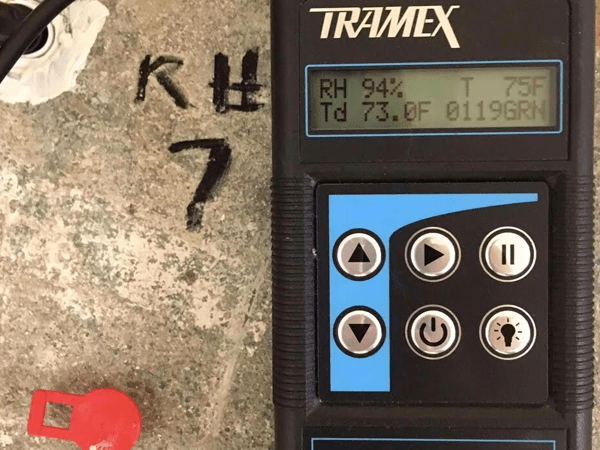 TRAMEX
RH 94% T 75F
Td 73.0F 0119GRN
RH
7